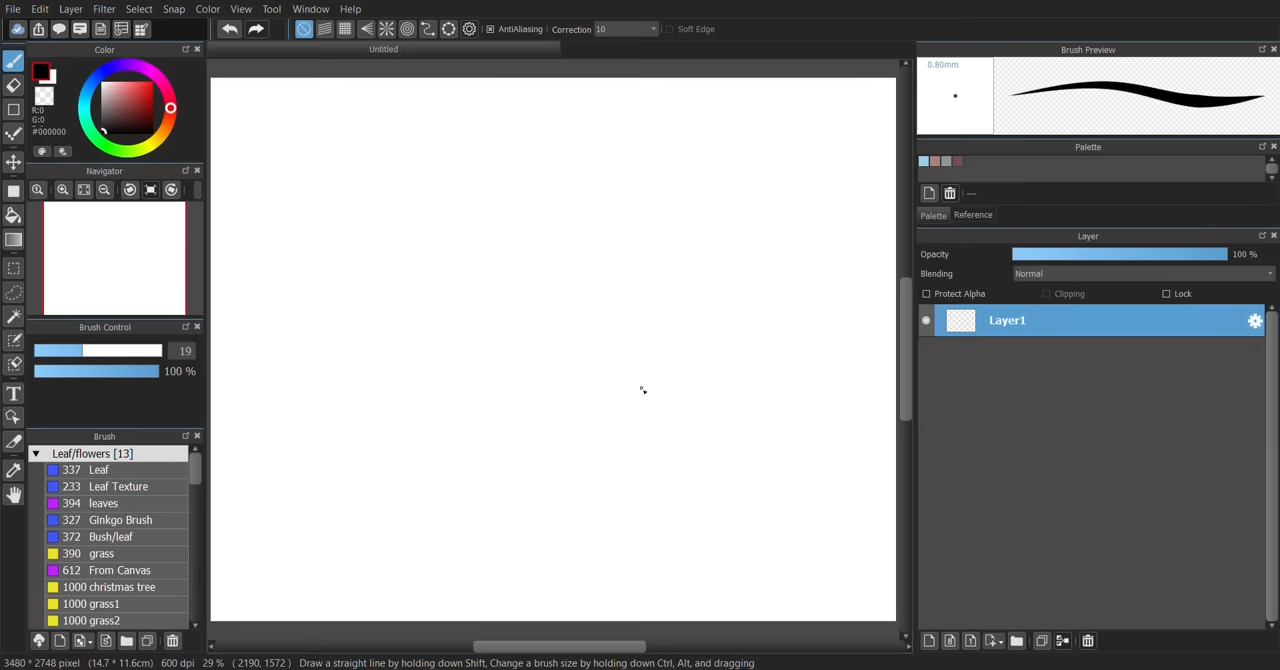 File Edit Layer Filter Select Snap Color View Tool Window Help
AntiAliasing Correction 10 Soft Edge
Color
Untitled
Brush Preview
R:0
G:0
#000000
0.80mm
Palette
---
Palette Reference
Navigator
Layer
Opacity 100 %
Blending Normal
Protect Alpha Clipping Lock
Layer1
Brush Control
19
100 %
Brush
Leaf/flowers [13]
337 Leaf
233 Leaf Texture
394 leaves
327 Ginkgo Brush
372 Bush/leaf
390 grass
612 From Canvas
1000 christmas tree
1000 grass1
1000 grass2
3480 * 2748 pixel (14.7 * 11.6cm) 600 dpi 29 % ( 2190, 1572 ) Draw a straight line by holding down Shift, Change a brush size by holding down Ctrl, Alt, and dragging